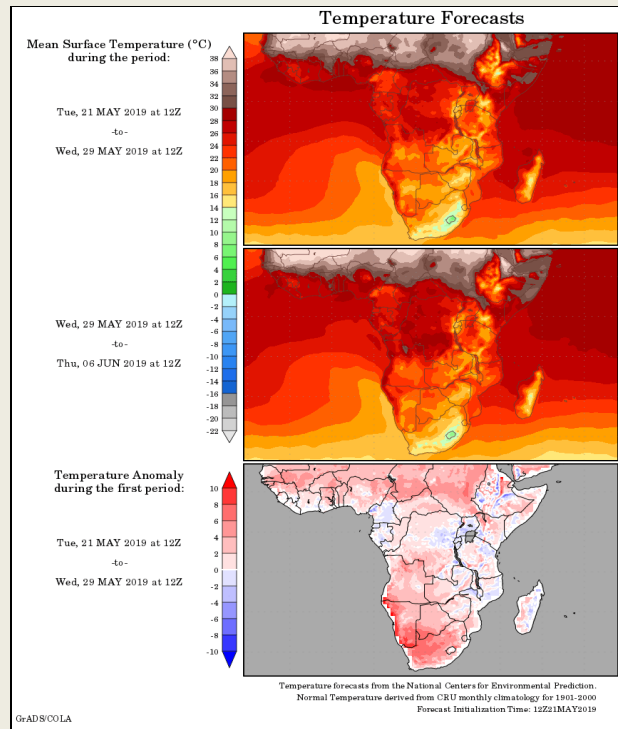 Temperature Forecasts
Mean Surface Temperature (°C)
during the period:
Tue, 21 MAY 2019 at 12Z
-to-
Wed, 29 MAY 2019 at 12Z
38
36
34
32
30
28
26
24
22
20
18
16
14
12
10
8
6
4
2
0
-2
-4
-6
-8
-10
-12
-14
-16
-17
-20
-22
Wed, 29 MAY 2019 at 12Z
-to-
Thu, 06 JUN 2019 at 12Z
Temperature Anomaly
during the first period:
Tue, 21 MAY 2019 at 12Z
-to-
Wed, 29 MAY 2019 at 12Z
10
8
6
4
2
0
-2
-4
-6
-8
-10
Temperature forecasts from the National Centers for Environmental Prediction.
Normal Temperature derived from CRU monthly climatology for 1901-2000
Forecast Initialization Time: 12Z21MAY2019
GrADS/COLA